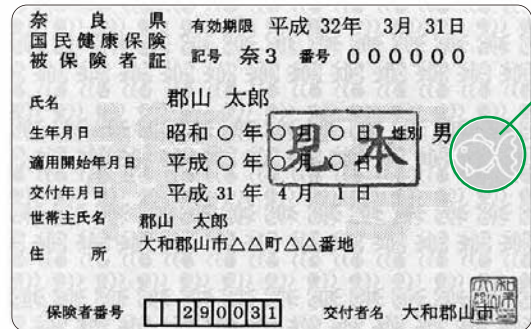 奈良県
国民健康保険
被保険者証
有効期限 平成 32年 3月 31日
記号 奈3 番号 000000
氏名 郡山 太郎
生年月日 昭和 ○ 年 ○ 月 ○ 日 性別 男
適用開始年月日 平成 ○ 年 ○ 月 ○ 日
見本
交付年月日 平成 31 年 4 月 1 日
世帯主氏名 郡山 太郎
住所 大和郡山市△△町△△番地
保険者番号 290031 交付者名 大和郡山市